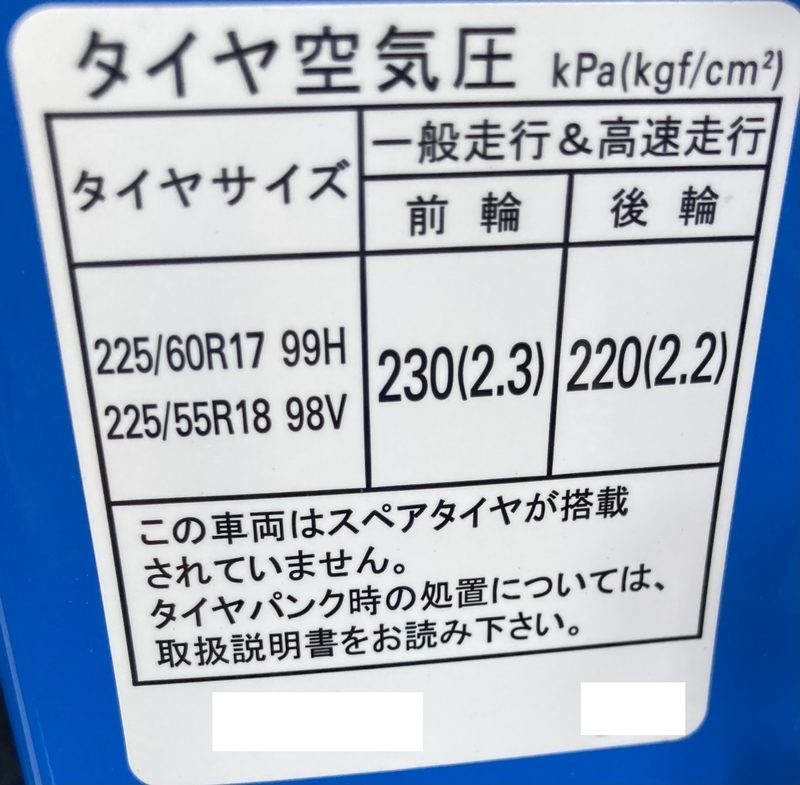 タイヤ空気圧 kPa(kgf/cm²)
タイヤサイズ
一般走行&高速走行
前輪
後輪
225/60R17 99H
225/55R18 98V
230(2.3)
220(2.2)
この車両はスペアタイヤが搭載
されていません。
タイヤパンク時の処置については、
取扱説明書をお読み下さい。